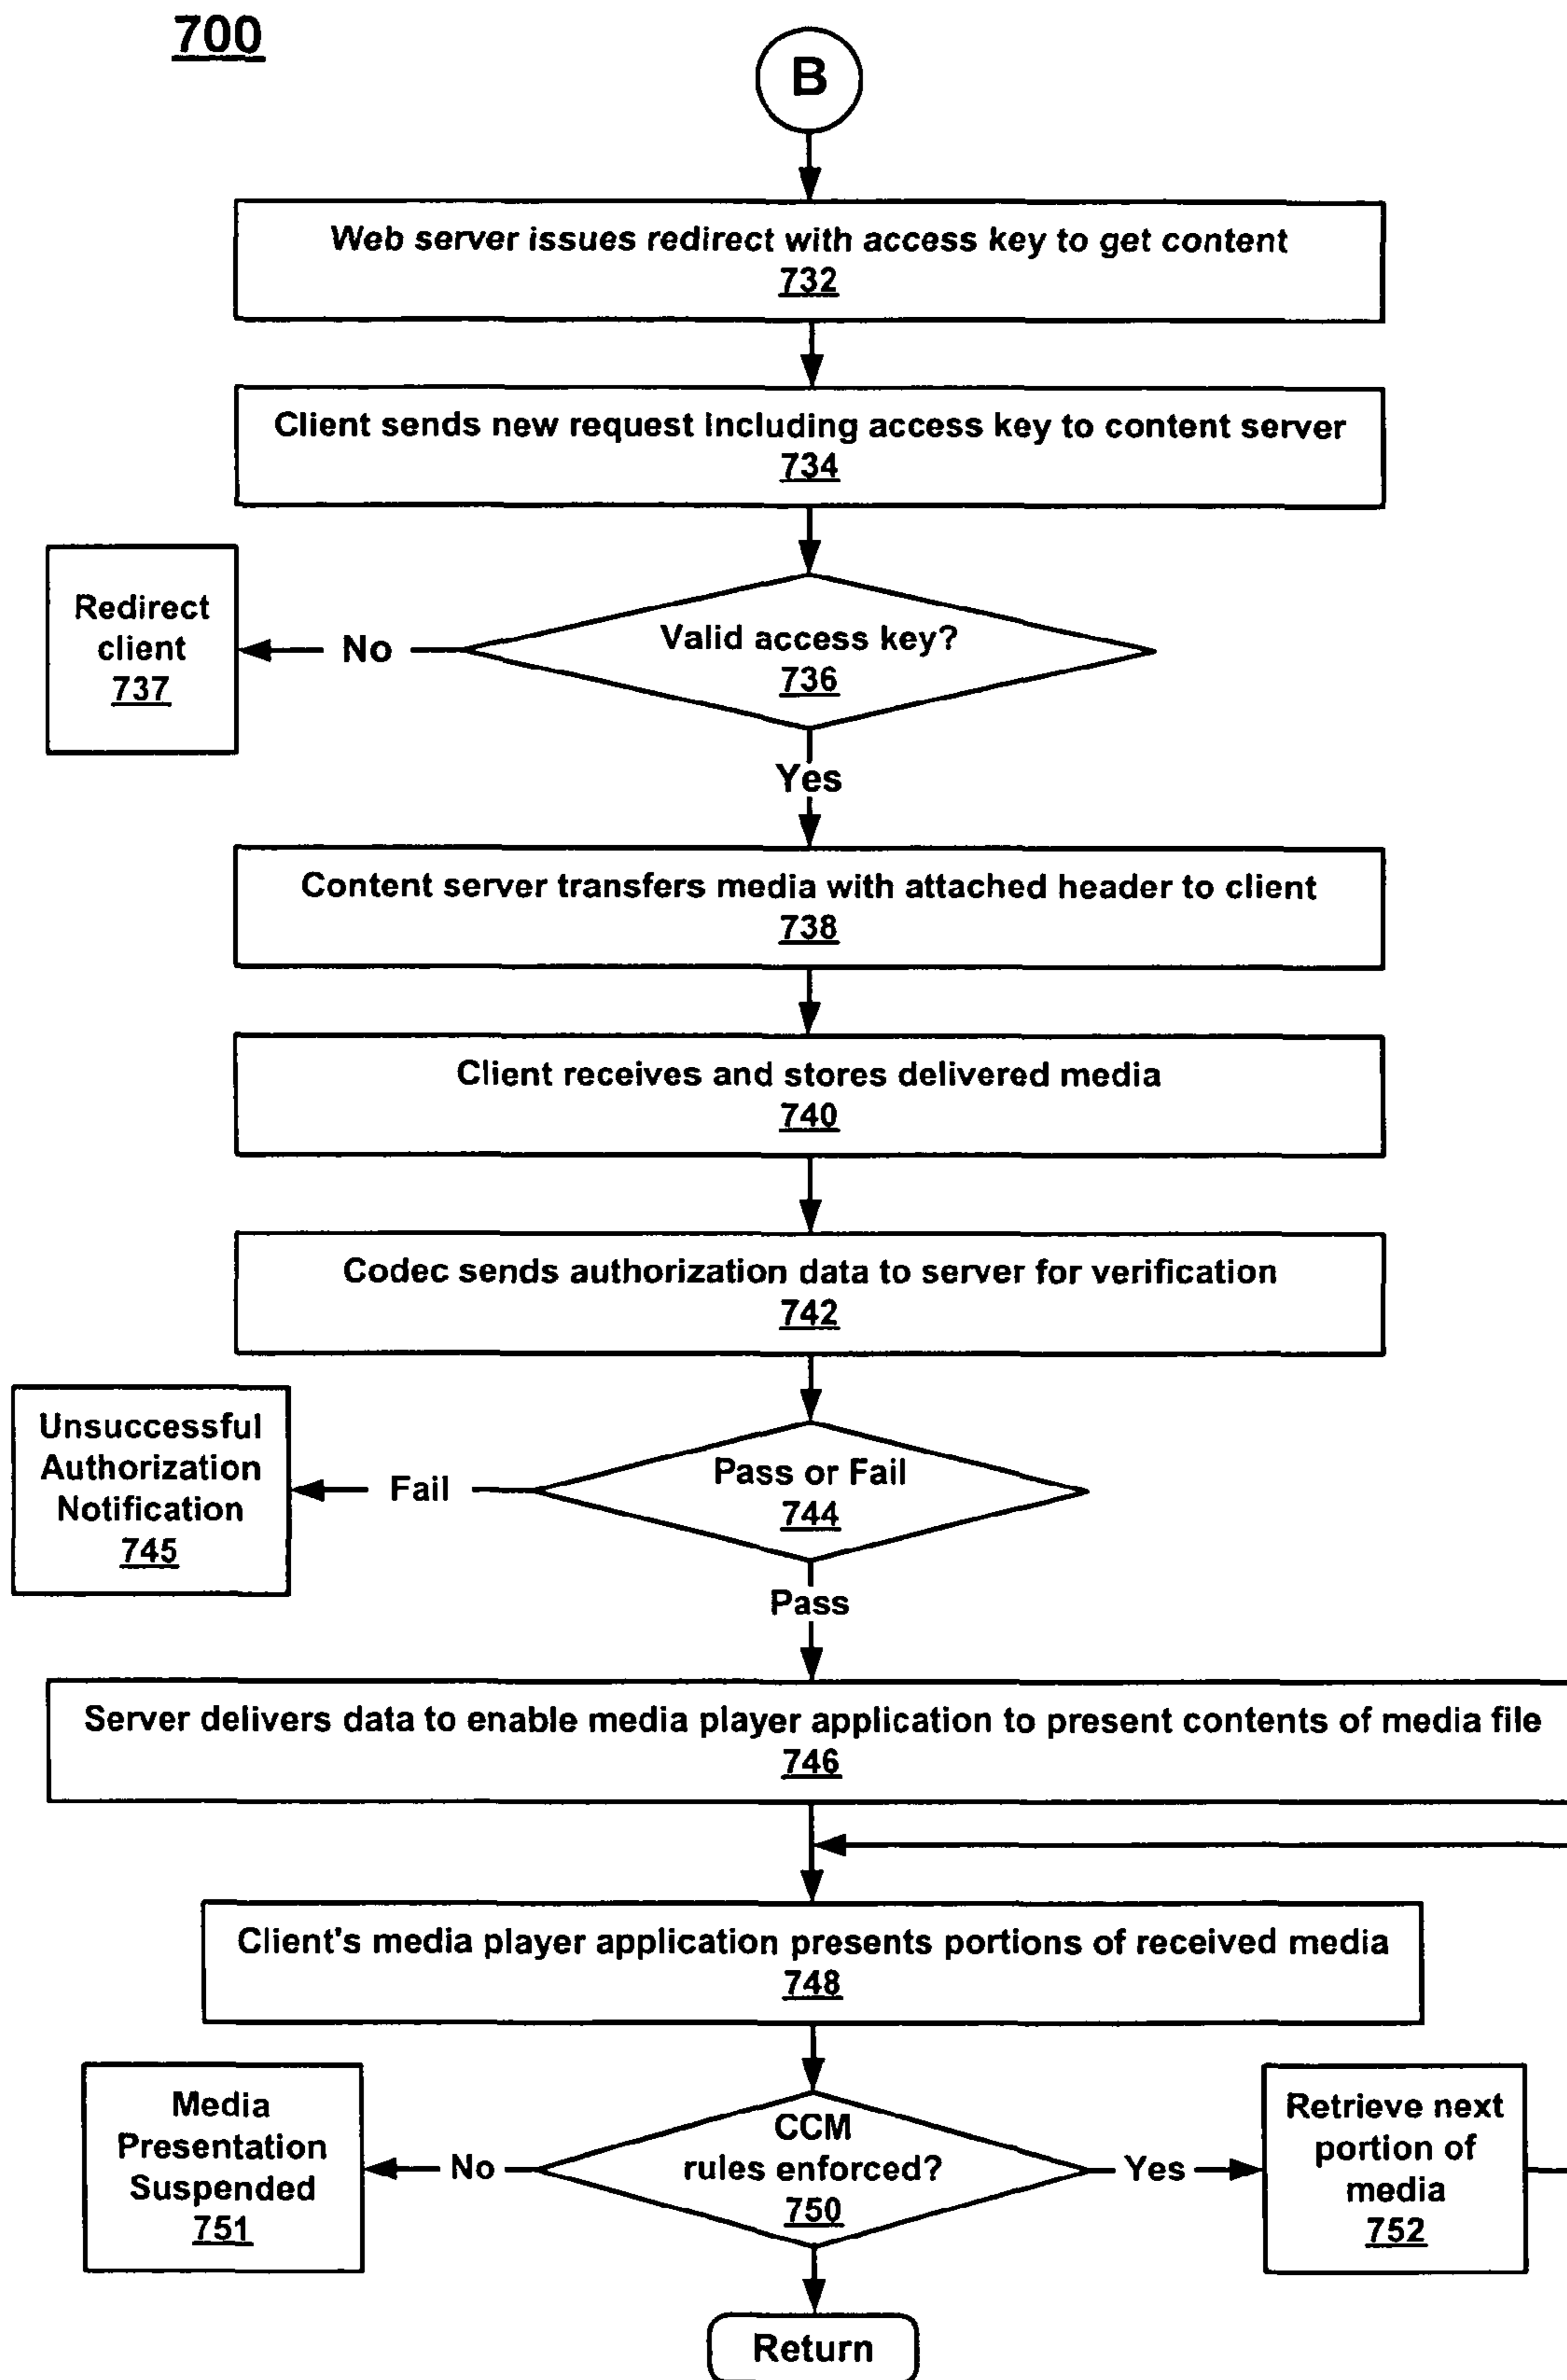 700
B
Web server issues redirect with access key to get content
732
Client sends new request including access key to content server
734
Redirect
client
737
No
Valid access key?
736
Yes
Content server transfers media with attached header to client
738
Client receives and stores delivered media
740
Codec sends authorization data to server for verification
742
Unsuccessful
Authorization
Notification
745
Fail
Pass or Fail
744
Pass
Server delivers data to enable media player application to present contents of media file
746
Client's media player application presents portions of received media
748
Media
Presentation
Suspended
751
No
CCM
rules enforced?
750
Yes
Retrieve next
portion of
media
752
Return